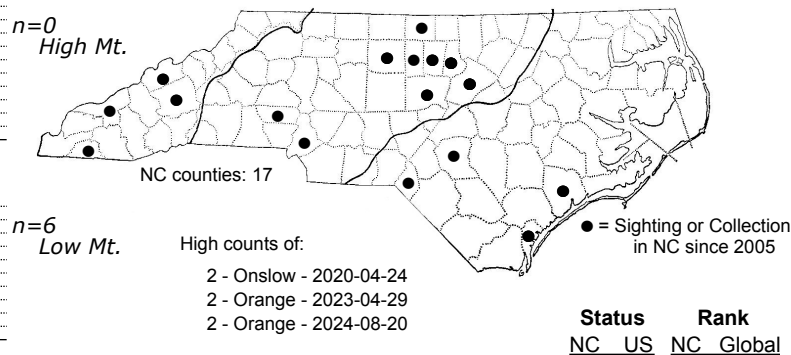 n=0
High Mt.
NC counties: 17
n=6
Low Mt.
High counts of:
2 - Onslow - 2020-04-24
2 - Orange - 2023-04-29
2 - Orange - 2024-08-20
● = Sighting or Collection
in NC since 2005
Status Rank
NC US NC Global